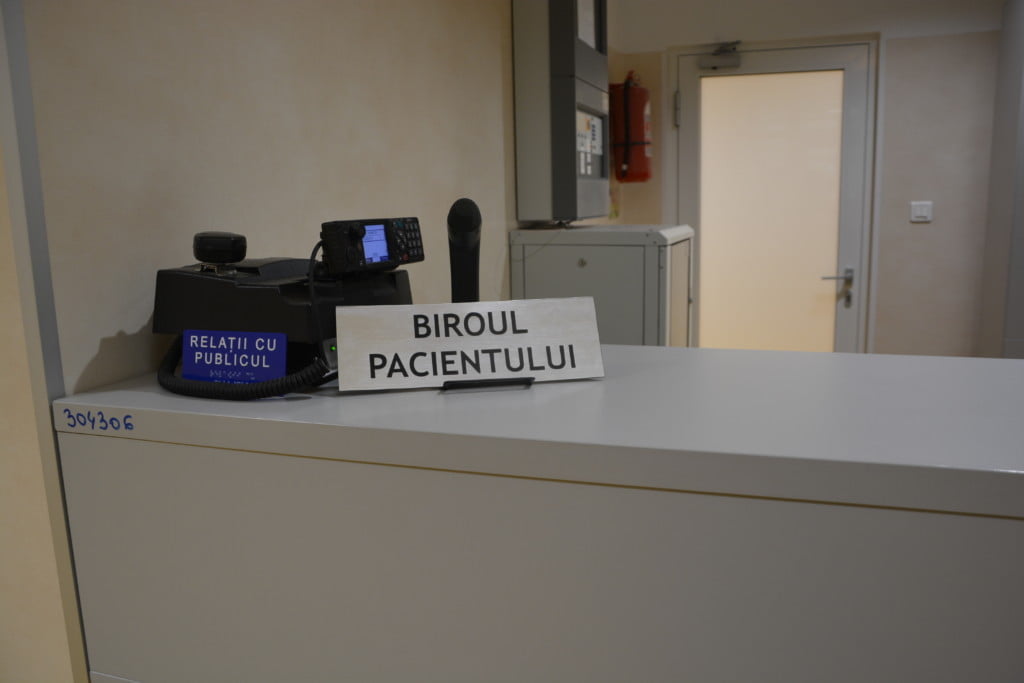 RELAȚII CU
PUBLICUL
BIROUL
PACIENTULUI
304306